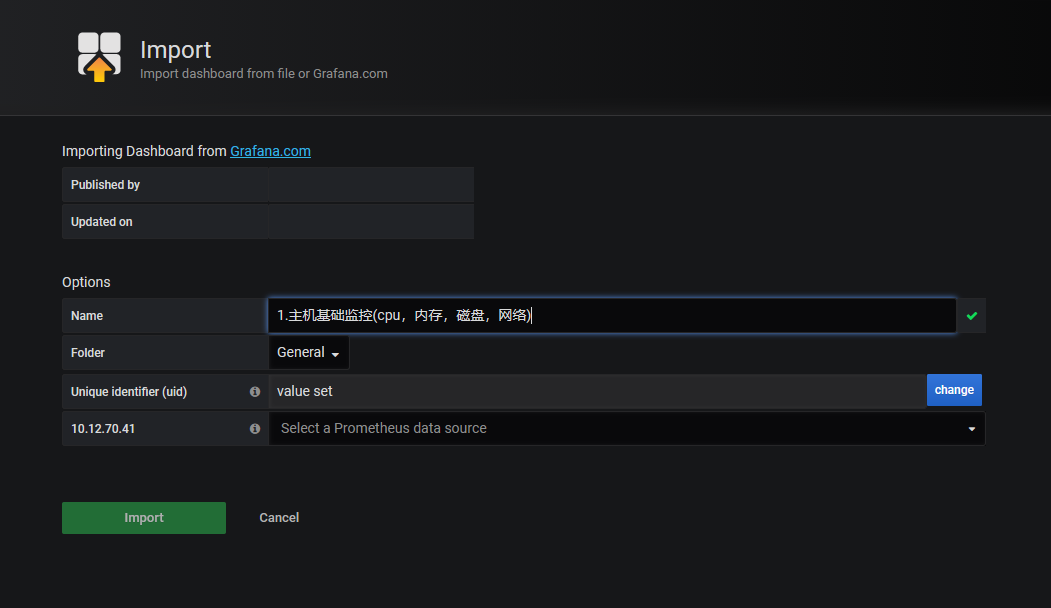 Import
Import dashboard from file or Grafana.com
Importing Dashboard from Grafana.com
Published by
Updated on
Options
Name 1.主机基础监控(cpu，内存，磁盘，网络)
Folder General
Unique identifier (uid) value set change
10.12.70.41 Select a Prometheus data source
Import Cancel